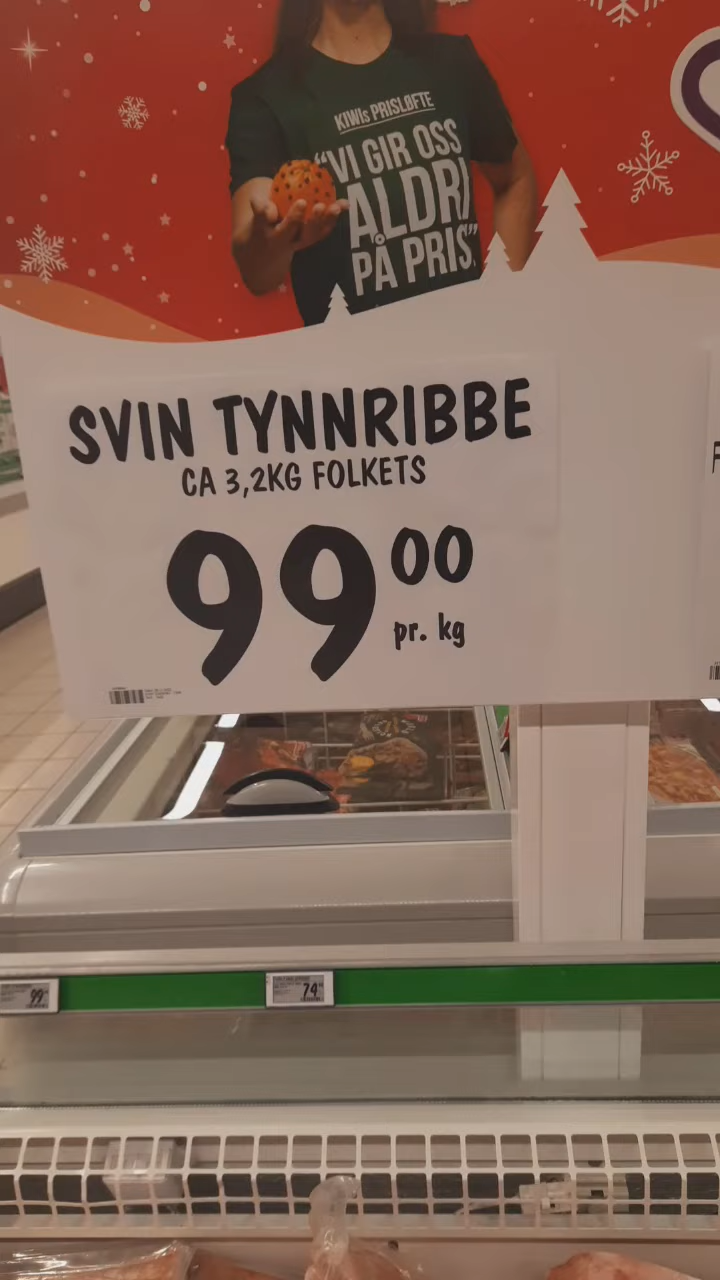 KIWIs PRISLØFTE
"VI GIR OSS
ALDRI
PÅ PRIS"
SVIN TYNNRIBBE
CA 3,2KG FOLKETS
99 00
pr. kg
99
74